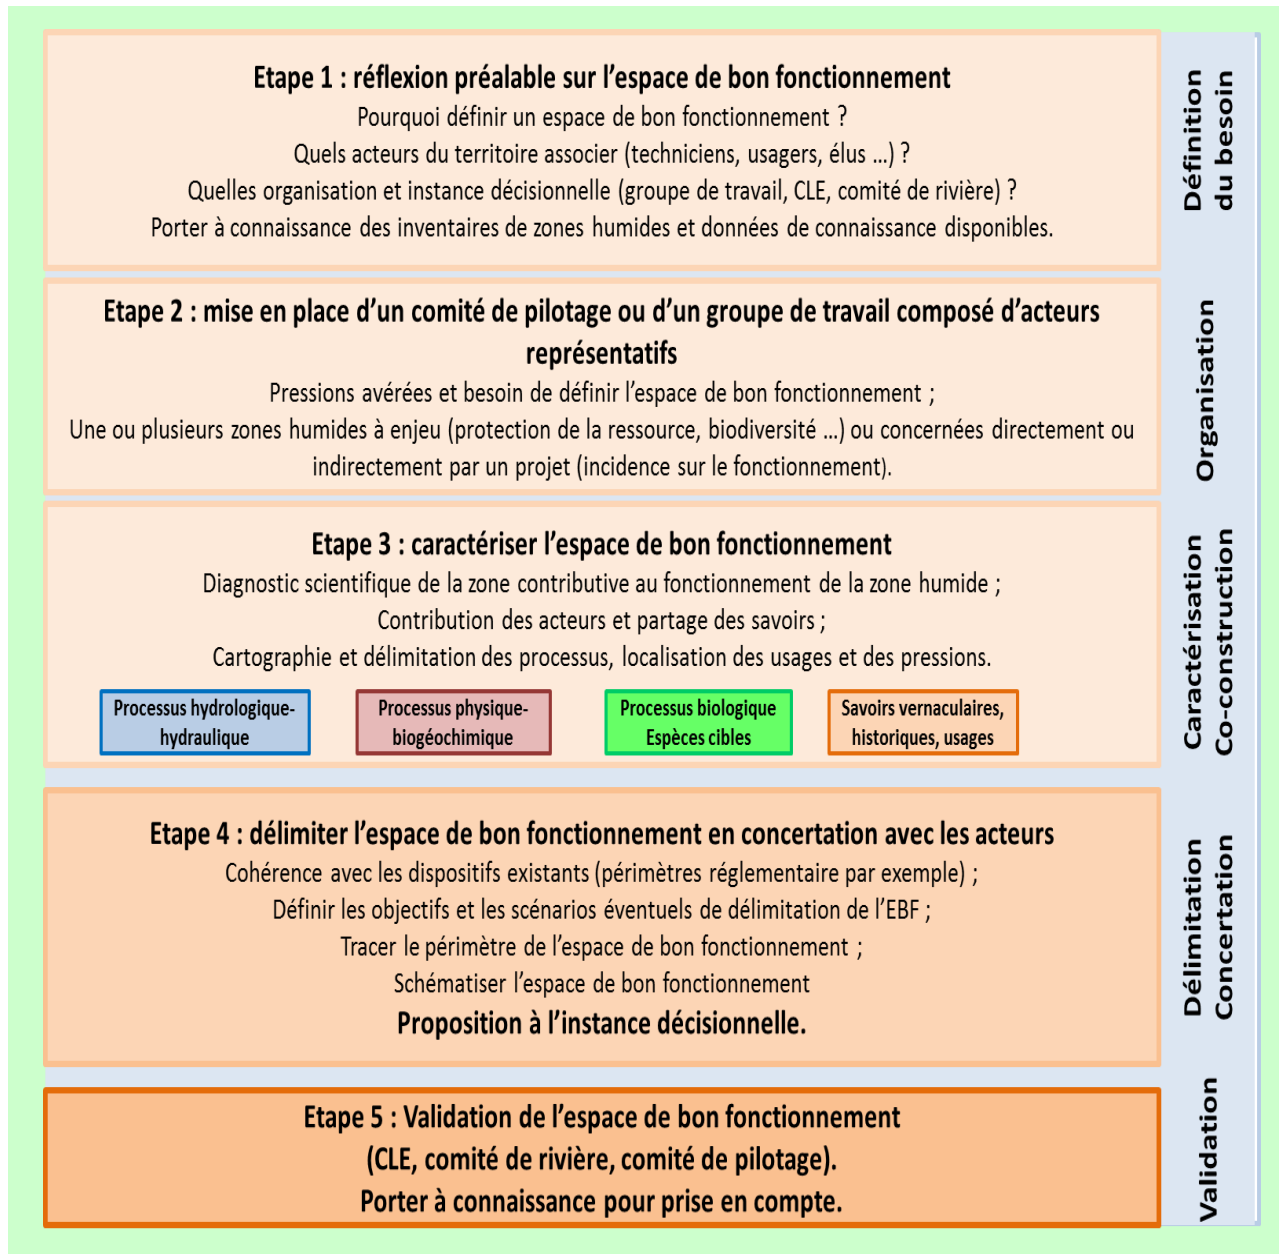 Etape 1 : réflexion préalable sur l’espace de bon fonctionnement
Pourquoi définir un espace de bon fonctionnement ?
Quels acteurs du territoire associer (techniciens, usagers, élus ...) ?
Quelles organisation et instance décisionnelle (groupe de travail, CLE, comité de rivière) ?
Porter à connaissance des inventaires de zones humides et données de connaissance disponibles.
Définition
du besoin
Etape 2 : mise en place d’un comité de pilotage ou d’un groupe de travail composé d’acteurs
représentatifs
Pressions avérées et besoin de définir l’espace de bon fonctionnement ;
Une ou plusieurs zones humides à enjeu (protection de la ressource, biodiversité ...) ou concernées directement ou
indirectement par un projet (incidence sur le fonctionnement).
Organisation
Etape 3 : caractériser l’espace de bon fonctionnement
Diagnostic scientifique de la zone contributive au fonctionnement de la zone humide ;
Contribution des acteurs et partage des savoirs ;
Cartographie et délimitation des processus, localisation des usages et des pressions.
Processus hydrologique-
hydraulique
Processus physique-
biogéochimique
Processus biologique
Espèces cibles
Savoirs vernaculaires,
historiques, usages
Caractérisation
Co-construction
Etape 4 : délimiter l’espace de bon fonctionnement en concertation avec les acteurs
Cohérence avec les dispositifs existants (périmètres réglementaire par exemple) ;
Définir les objectifs et les scénarios éventuels de délimitation de l’EBF ;
Tracer le périmètre de l’espace de bon fonctionnement ;
Schématiser l’espace de bon fonctionnement
Proposition à l’instance décisionnelle.
Délimitation
Concertation
Etape 5 : Validation de l’espace de bon fonctionnement
(CLE, comité de rivière, comité de pilotage).
Porter à connaissance pour prise en compte.
Validation